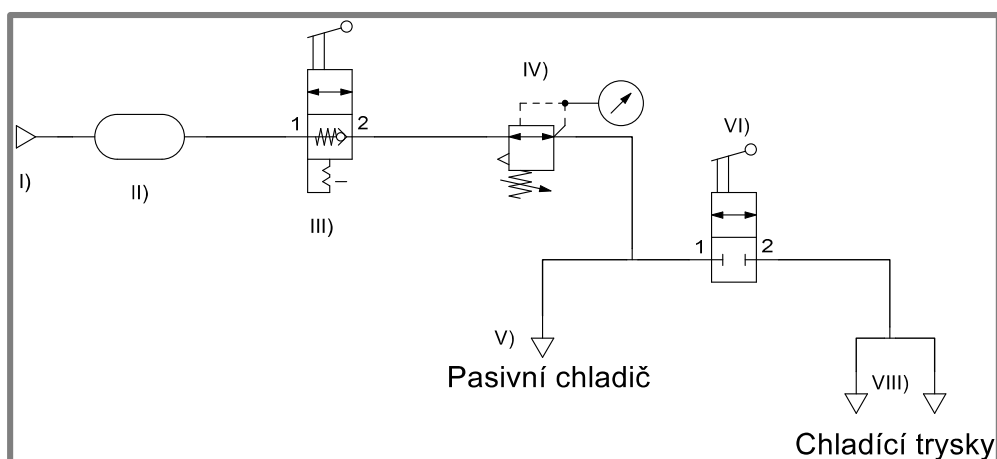 IV)
1 2
VI)
I)
II)
III)
1 2
V)
Pasivní chladič
VIII)
Chladící trysky